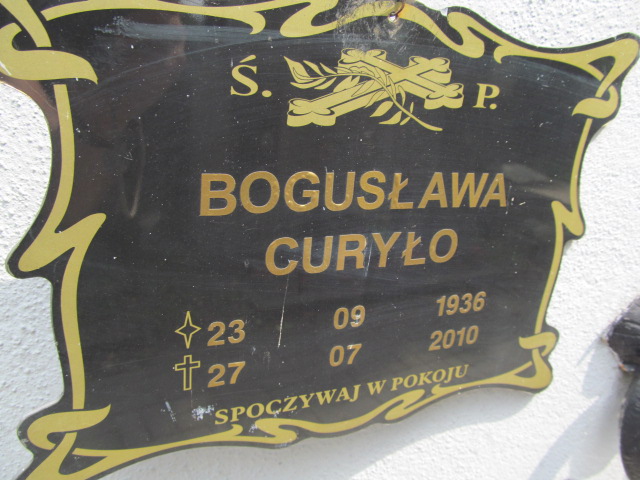 Ś. P.
BOGUSŁAWA
CURYŁO
23 09 1936
27 07 2010
SPOCZYWAJ W POKOJU